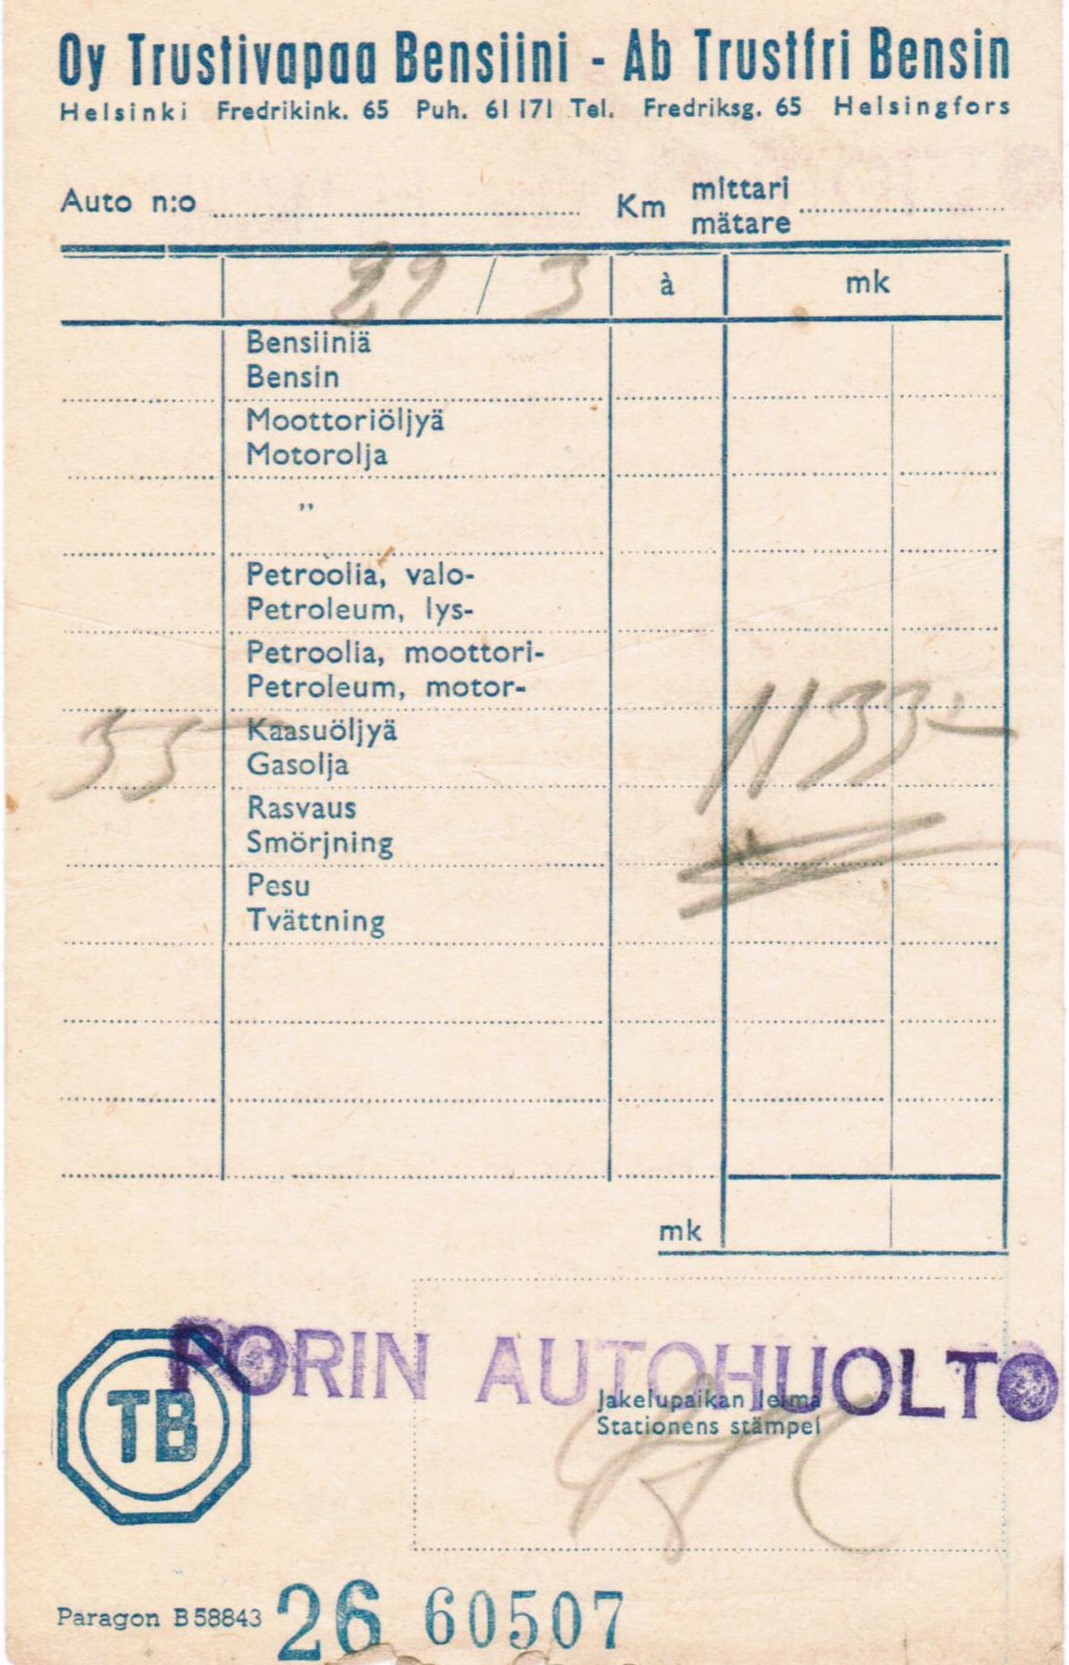 Oy Trustivapaa Bensiini - Ab Trustfri Bensin
Helsinki Fredrikink. 65 Puh. 61 171 Tel. Fredriksg. 65 Helsingfors
Auto n:o Km mittari
mätare
29 / 3 à mk
Bensiiniä
Bensin
Moottoriöljyä
Motorolja
”
Petroolia, valo-
Petroleum, lys-
Petroolia, moottori-
Petroleum, motor-
55 Kaasuöljyä 1133-
Gasolja
Rasvaus
Smörjning
Pesu
Tvättning
mk
PORIN AUTOHUOLTO
TB
Jakelupaikan leima
Stationens stämpel
Paragon B 58843 26 60507